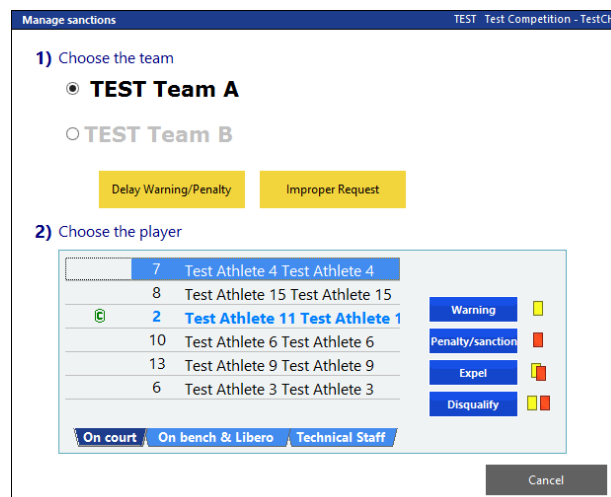 Manage sanctions TEST Test Competition - TestCH
1) Choose the team
TEST Team A
TEST Team B
Delay Warning/Penalty Improper Request
2) Choose the player
7 Test Athlete 4 Test Athlete 4
8 Test Athlete 15 Test Athlete 15
C 2 Test Athlete 11 Test Athlete 1
10 Test Athlete 6 Test Athlete 6
13 Test Athlete 9 Test Athlete 9
6 Test Athlete 3 Test Athlete 3
Warning
Penalty/sanction
Expel
Disqualify
On court On bench & Libero Technical Staff
Cancel